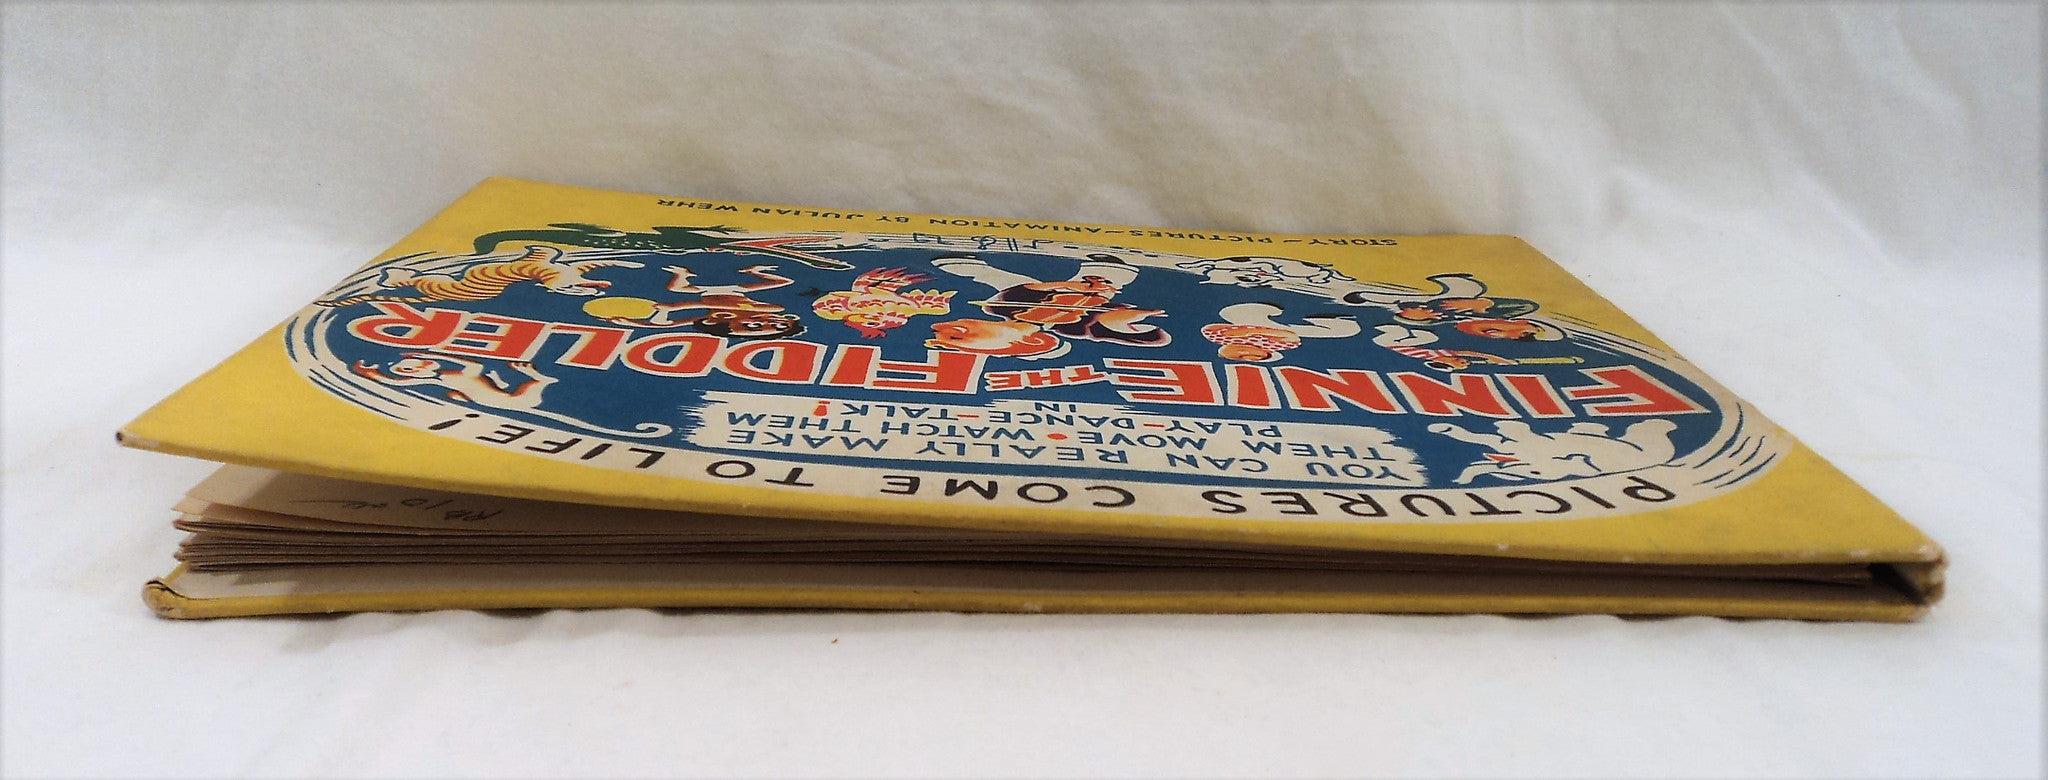 PICTURES COME TO LIFE!
YOU CAN REALLY MAKE
THEM MOVE • WATCH THEM
PLAY-DANCE-TALK!
IN
FINNIE THE FIDDLER
STORY-PICTURES-ANIMATION BY JULIAN WEHR